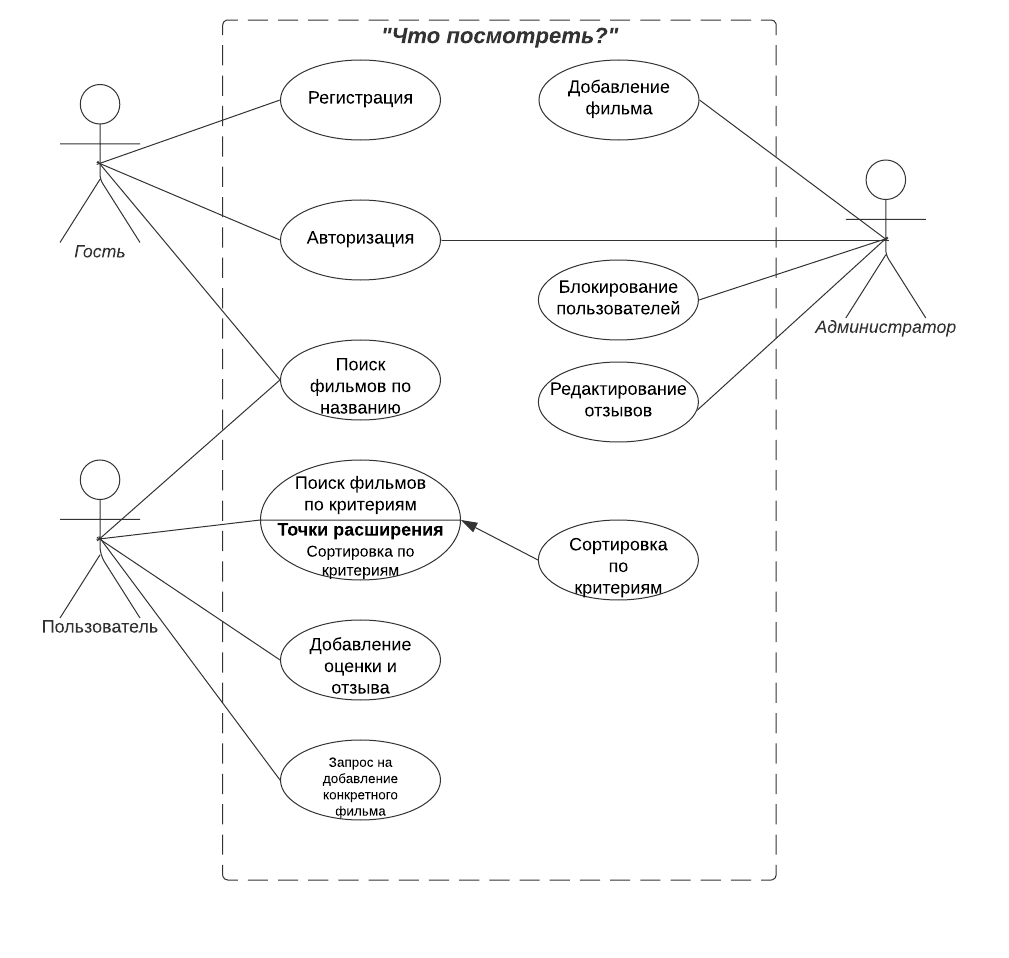 "Что посмотреть?"
Регистрация
Добавление
фильма
Гость
Авторизация
Блокирование
пользователей
Администратор
Поиск
фильмов по
названию
Редактирование
отзывов
Поиск фильмов
по критериям
Точки расширения
Сортировка по
критериям
Сортировка
по
критериям
Пользователь
Добавление
оценки и
отзыва
Запрос на
добавление
конкретного
фильма